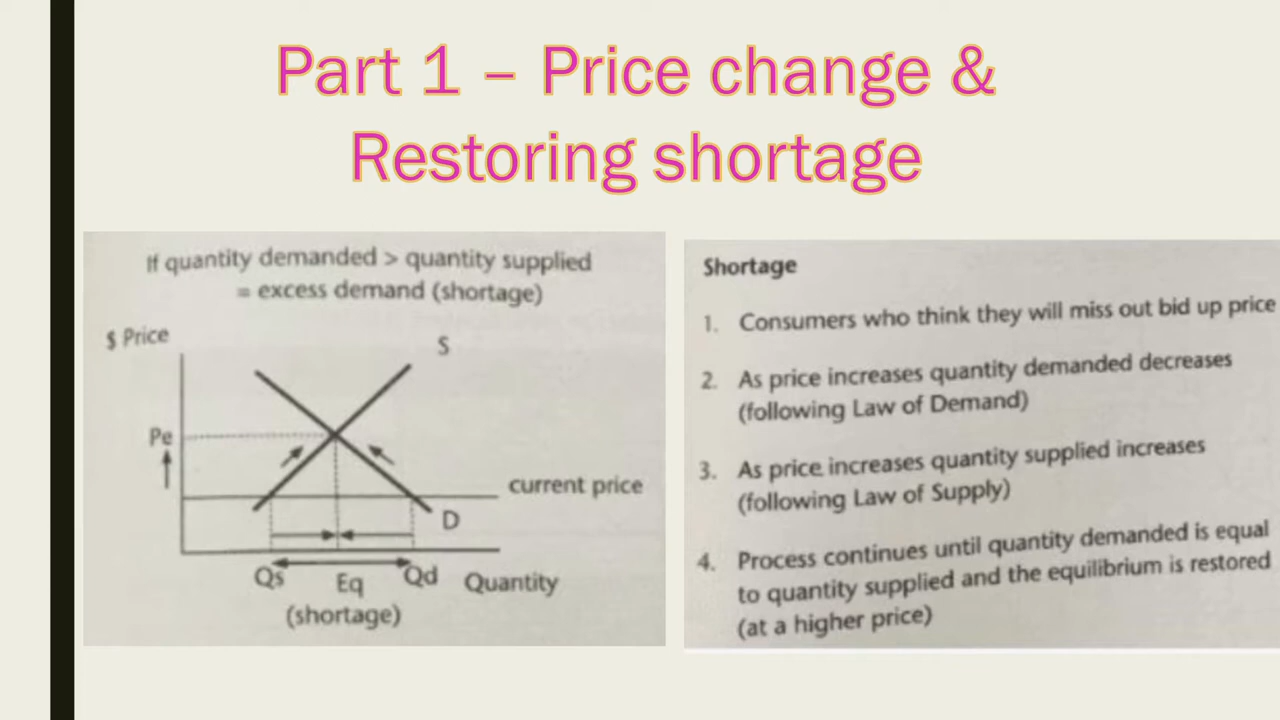 Part 1 – Price change &
Restoring shortage
If quantity demanded > quantity supplied
= excess demand (shortage)
$ Price
S
Pe
current price
D
Qs
Eq
Qd
Quantity
(shortage)
Shortage
1. Consumers who think they will miss out bid up price
2. As price increases quantity demanded decreases
(following Law of Demand)
3. As price increases quantity supplied increases
(following Law of Supply)
4. Process continues until quantity demanded is equal
to quantity supplied and the equilibrium is restored
(at a higher price)